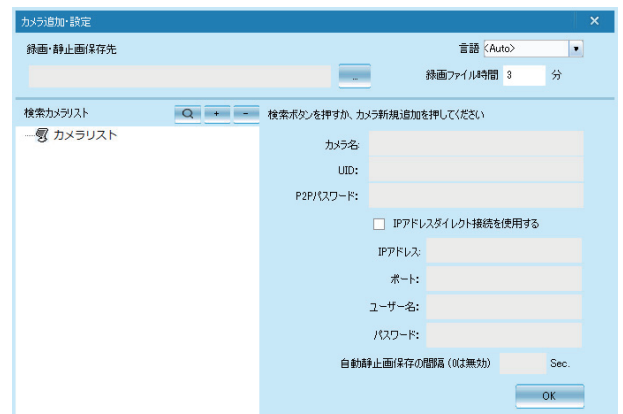 カメラ追加・設定
録画・静止画保存先
言語 <Auto>
...
録画ファイル時間 3 分
検索カメラリスト + -
検索ボタンを押すか、カメラ新規追加を押してください
カメラリスト
カメラ名:
UID:
P2Pパスワード:
IPアドレスダイレクト接続を使用する
IPアドレス:
ポート:
ユーザー名:
パスワード:
自動静止画保存の間隔(0は無効) Sec.
OK